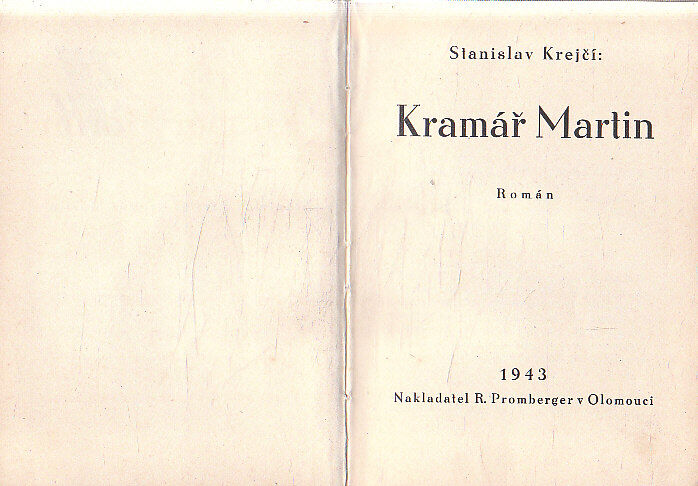 Stanislav Krejčí:
Kramář Martin
Román
1943
Nakladatel R. Promberger v Olomouci